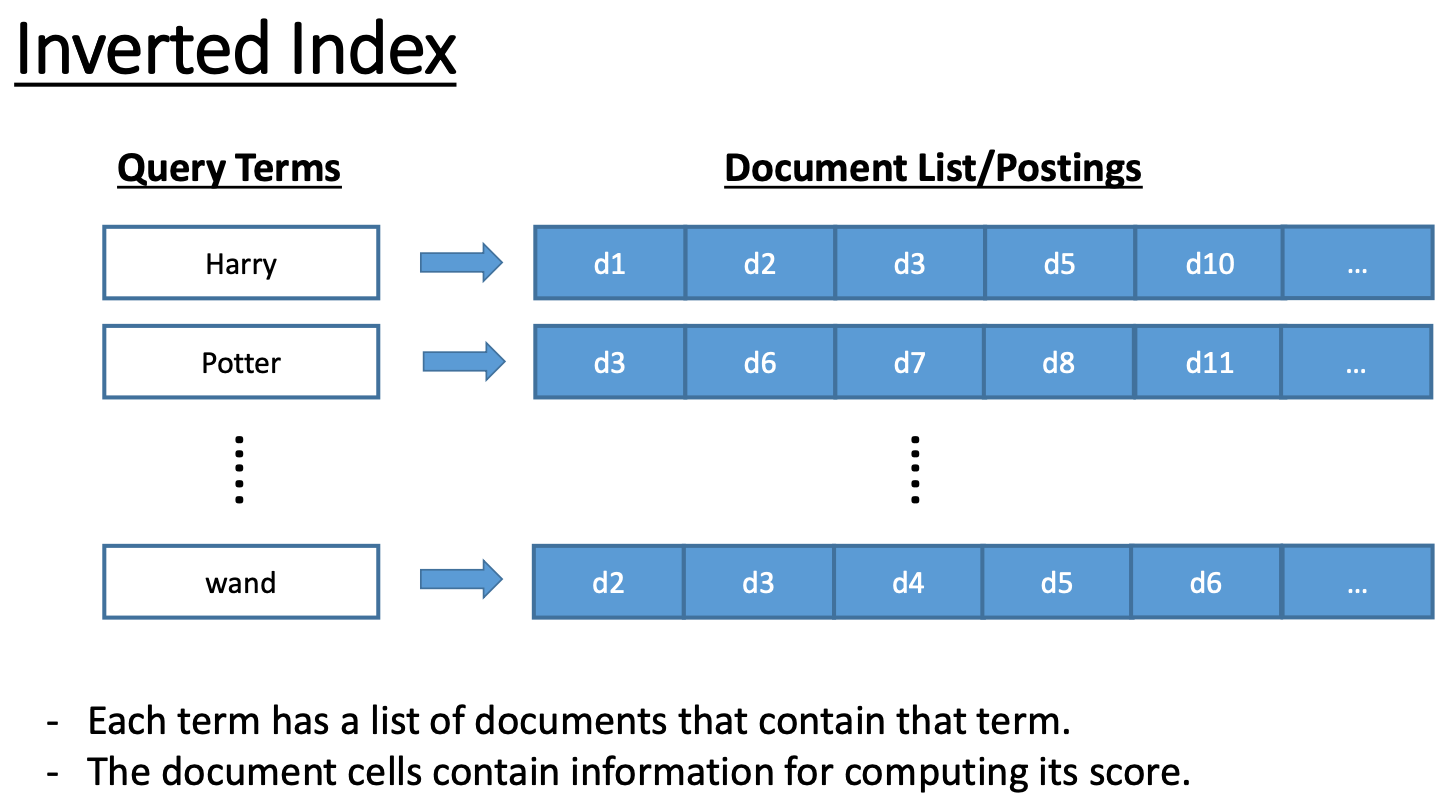 Inverted Index
Query Terms
Document List/Postings
Harry
d1 d2 d3 d5 d10 ...
Potter
d3 d6 d7 d8 d11 ...
wand
d2 d3 d4 d5 d6 ...
- Each term has a list of documents that contain that term.
- The document cells contain information for computing its score.